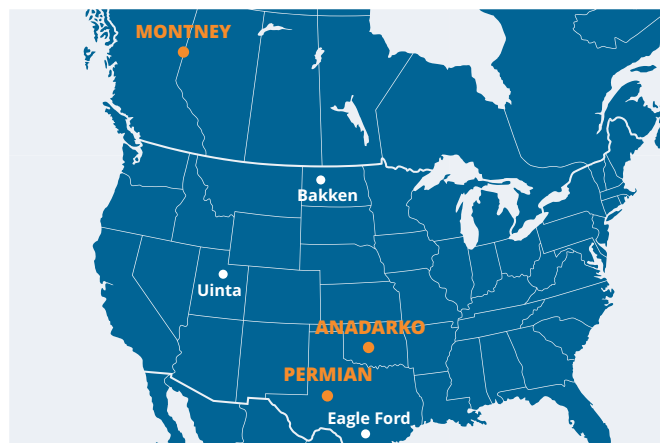 MONTNEY
Bakken
Uinta
ANADARKO
PERMIAN
Eagle Ford